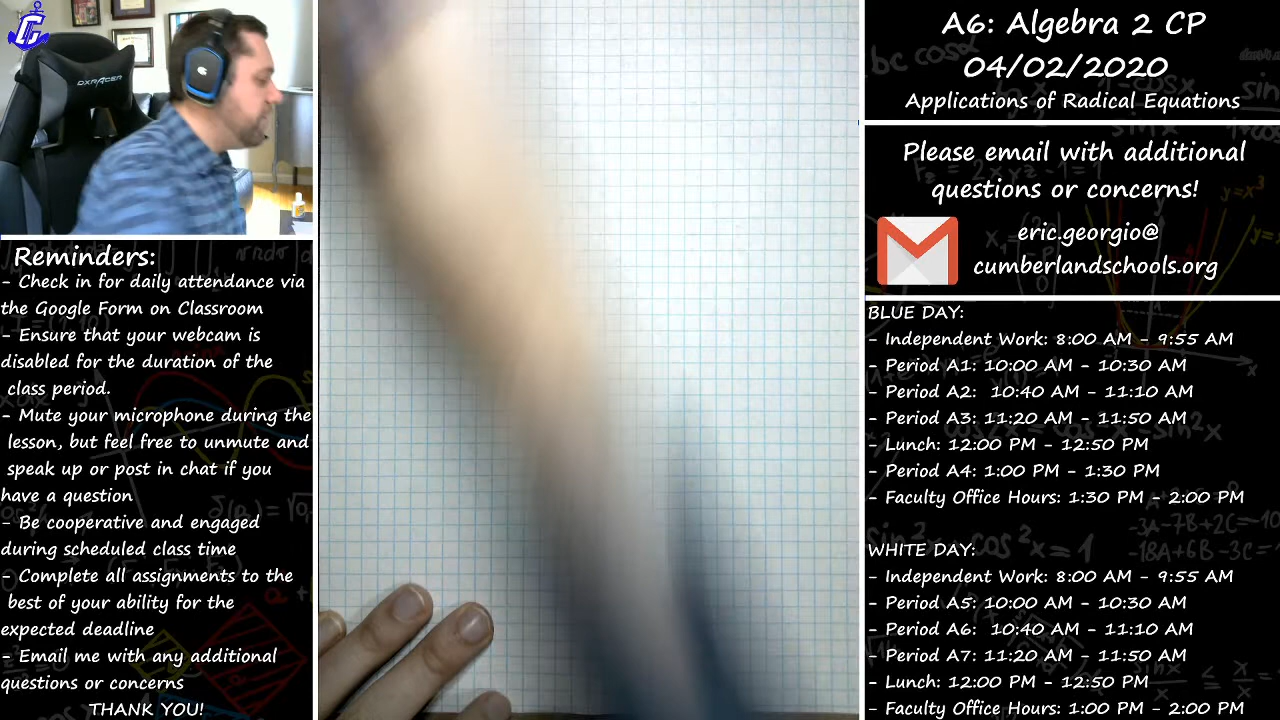 C
DXRACER
A6: Algebra 2 CP
04/02/2020
Applications of Radical Equations
Please email with additional
questions or concerns!
eric.georgio@
cumberlandschools.org
Reminders:
- Check in for daily attendance via
the Google Form on Classroom
- Ensure that your webcam is
disabled for the duration of the
class period.
- Mute your microphone during the
lesson, but feel free to unmute and
speak up or post in chat if you
have a question
- Be cooperative and engaged
during scheduled class time
- Complete all assignments to the
best of your ability for the
expected deadline
- Email me with any additional
questions or concerns
THANK YOU!
BLUE DAY:
- Independent Work: 8:00 AM - 9:55 AM
- Period A1: 10:00 AM - 10:30 AM
- Period A2: 10:40 AM - 11:10 AM
- Period A3: 11:20 AM - 11:50 AM
- Lunch: 12:00 PM - 12:50 PM
- Period A4: 1:00 PM - 1:30 PM
- Faculty Office Hours: 1:30 PM - 2:00 PM
WHITE DAY:
- Independent Work: 8:00 AM - 9:55 AM
- Period A5: 10:00 AM - 10:30 AM
- Period A6: 10:40 AM - 11:10 AM
- Period A7: 11:20 AM - 11:50 AM
- Lunch: 12:00 PM - 12:50 PM
- Faculty Office Hours: 1:00 PM - 2:00 PM